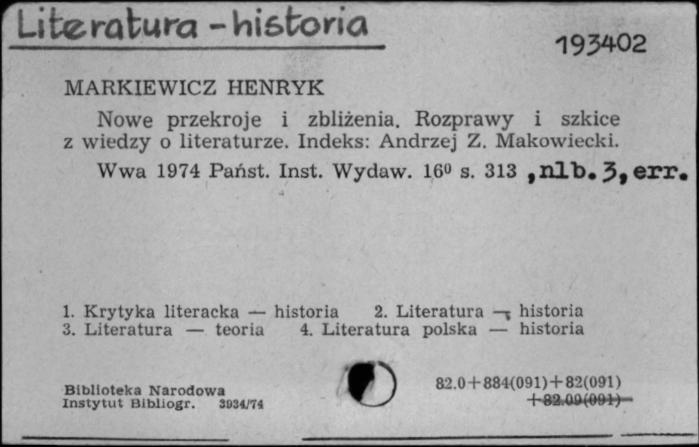 Literatura - historia
193402
MARKIEWICZ HENRYK
Nowe przekroje i zbliżenia. Rozprawy i szkice
z wiedzy o literaturze. Indeks: Andrzej Z. Makowiecki.
Wwa 1974 Państ. Inst. Wydaw. 16⁰ s. 313 , nlb. 3, err.
1. Krytyka literacka — historia 2. Literatura — historia
3. Literatura — teoria 4. Literatura polska — historia
Biblioteka Narodowa
Instytut Bibliogr. 3934/74
82.0+884(091)+82(091)
+82.09(091)